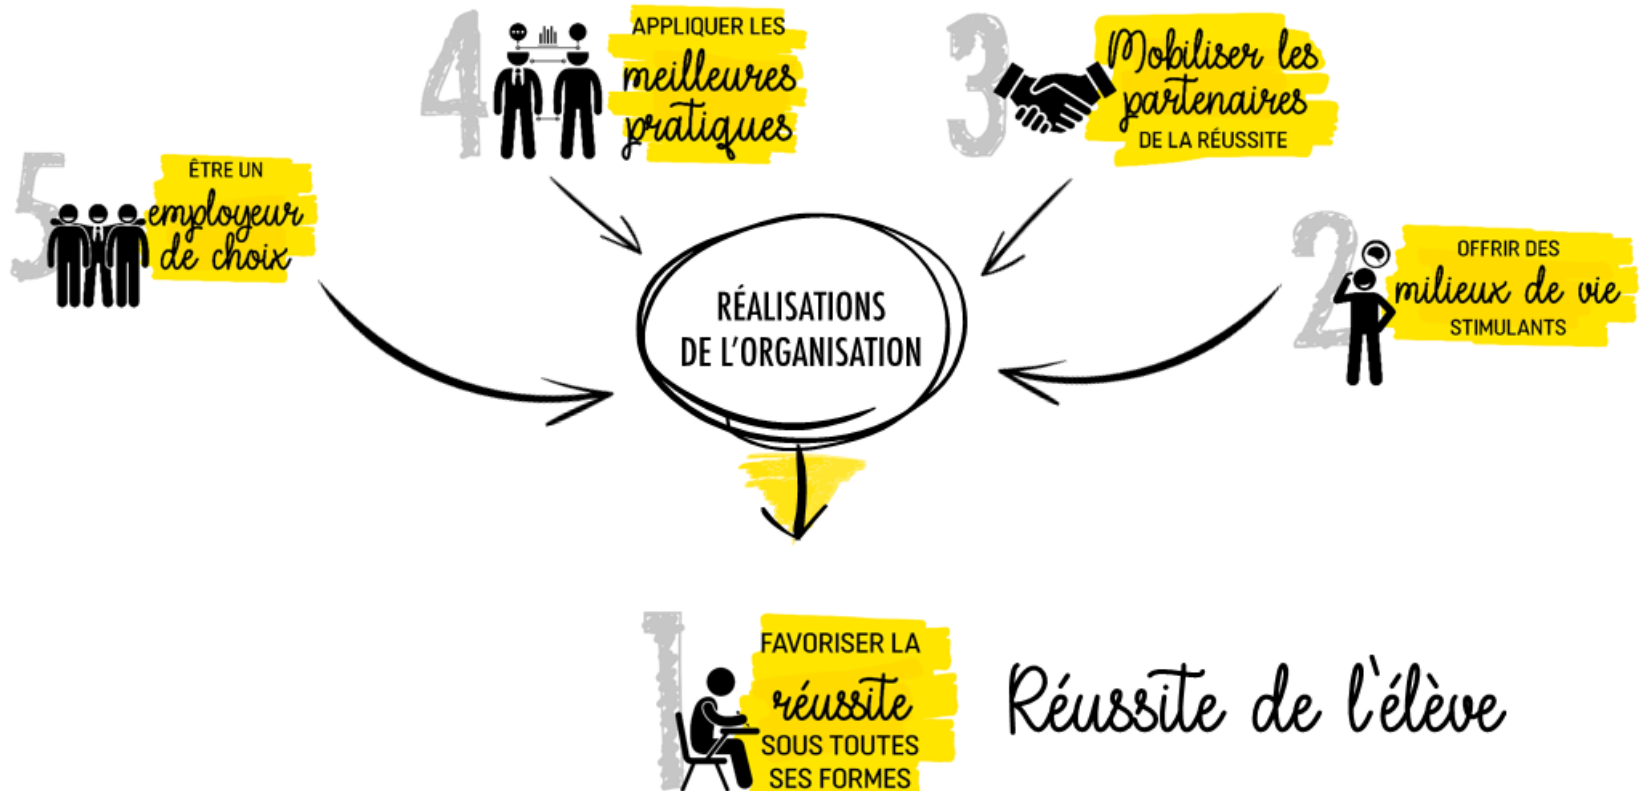 4
APPLIQUER LES
meilleures
pratiques
3
Mobiliser les
partenaires
DE LA RÉUSSITE
5
ÊTRE UN
employeur
de choix
2
OFFRIR DES
milieux de vie
STIMULANTS
RÉALISATIONS
DE L'ORGANISATION
1
FAVORISER LA
réussite
SOUS TOUTES
SES FORMES
Réussite de l'élève